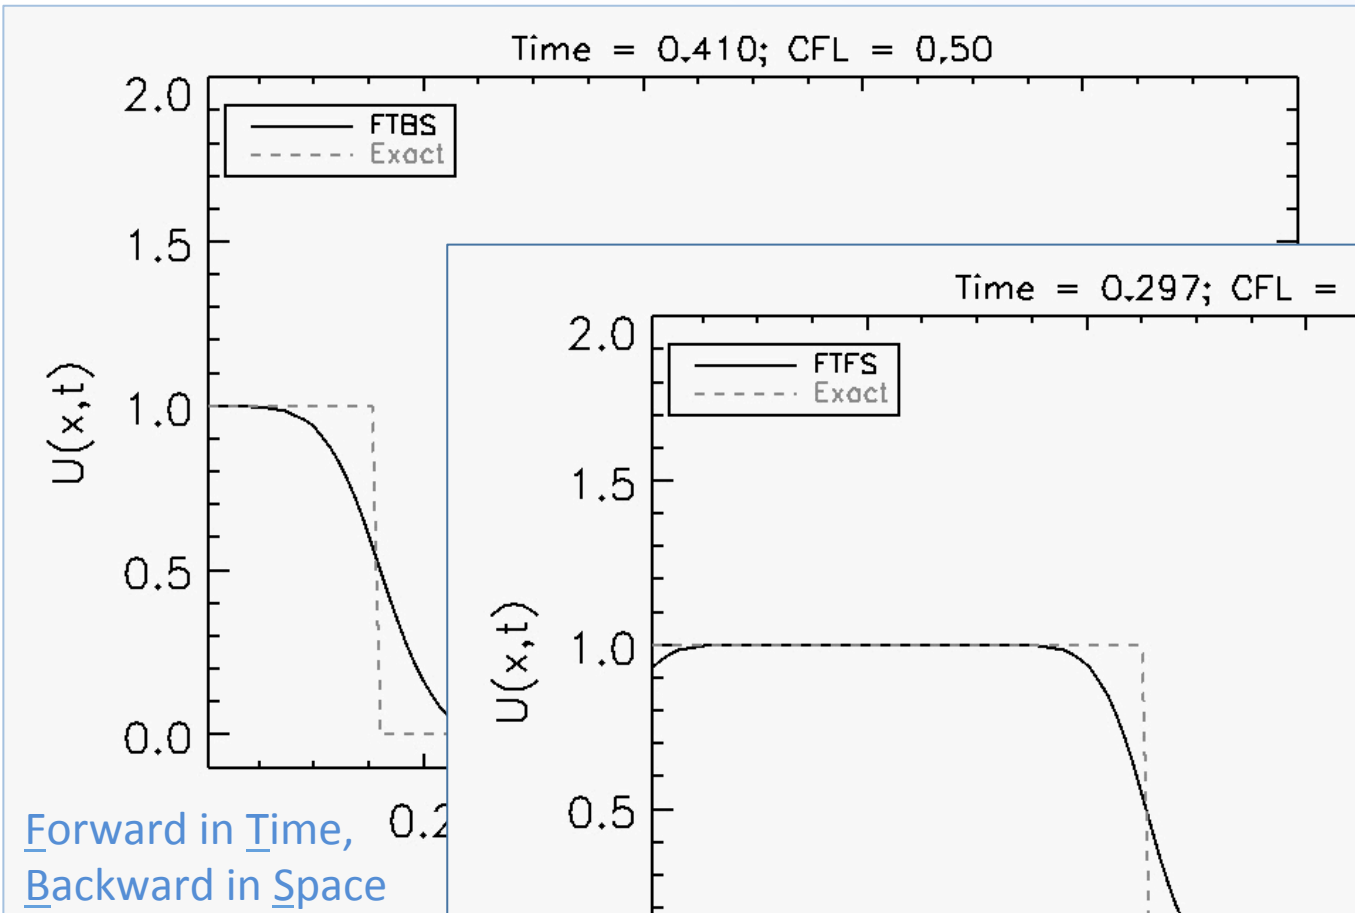 Time = 0.410; CFL = 0.50
2.0
FTBS
Exact
1.5
U(x,t)
1.0
0.5
0.0
0.2
Forward in Time,
Backward in Space
Time = 0.297; CFL =
2.0
FTFS
Exact
1.5
U(x,t)
1.0
0.5